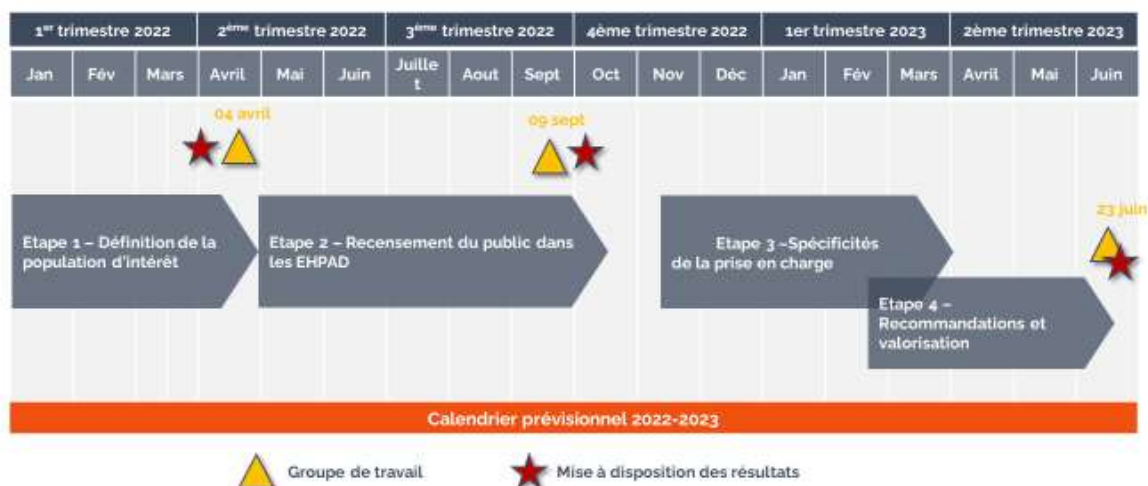 1er trimestre 2022 2ème trimestre 2022 3ème trimestre 2022 4ème trimestre 2022 1er trimestre 2023 2ème trimestre 2023
Jan Fév Mars Avril Mai Juin Juille
t Aout Sept Oct Nov Déc Jan Fév Mars Avril Mai Juin
04 avril
09 sept
23 juin
Etape 1 – Définition de la
population d'intérêt
Etape 2 – Recensement du public dans
les EHPAD
Etape 3 –Spécificités
de la prise en charge
Etape 4 –
Recommandations et
valorisation
Calendrier prévisionnel 2022-2023
Groupe de travail
Mise à disposition des résultats